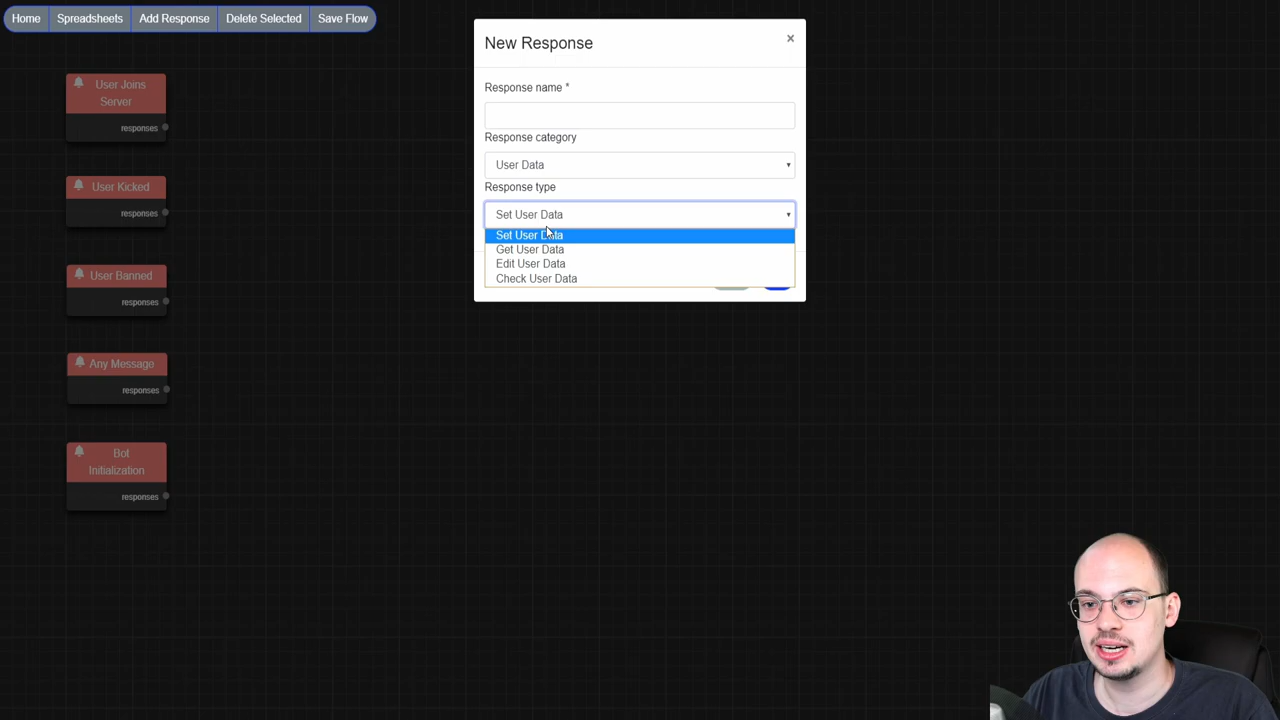 Home
Spreadsheets
Add Response
Delete Selected
Save Flow
User Joins
Server
responses
User Kicked
responses
User Banned
responses
Any Message
responses
Bot
Initialization
responses
New Response
×
Response name *
Response category
User Data
Response type
Set User Data
Set User Data
Get User Data
Edit User Data
Check User Data